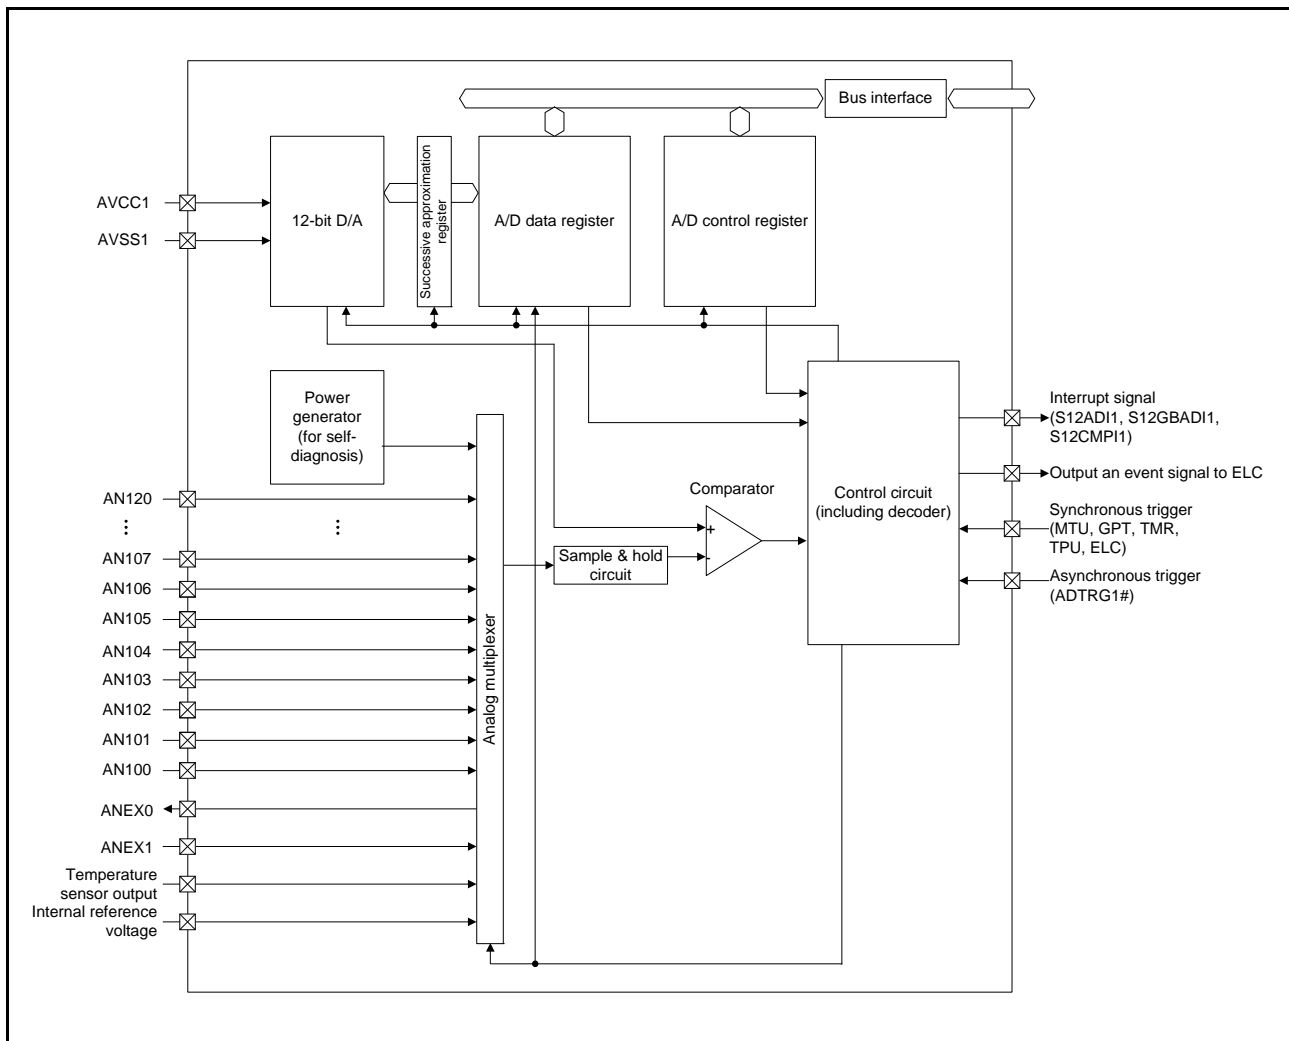 Bus interface
AVCC1
AVSS1
12-bit D/A
Successive approximation
register
A/D data register
A/D control register
Power
generator
(for self-
diagnosis)
Interrupt signal
(S12ADI1, S12GBADI1,
S12CMPI1)
Output an event signal to ELC
Synchronous trigger
(MTU, GPT, TMR,
TPU, ELC)
Asynchronous trigger
(ADTRG1#)
Control circuit
(including decoder)
Comparator
+
-
Sample & hold
circuit
Analog multiplexer
AN120
AN107
AN106
AN105
AN104
AN103
AN102
AN101
AN100
ANEX0
ANEX1
Temperature
sensor output
Internal reference
voltage